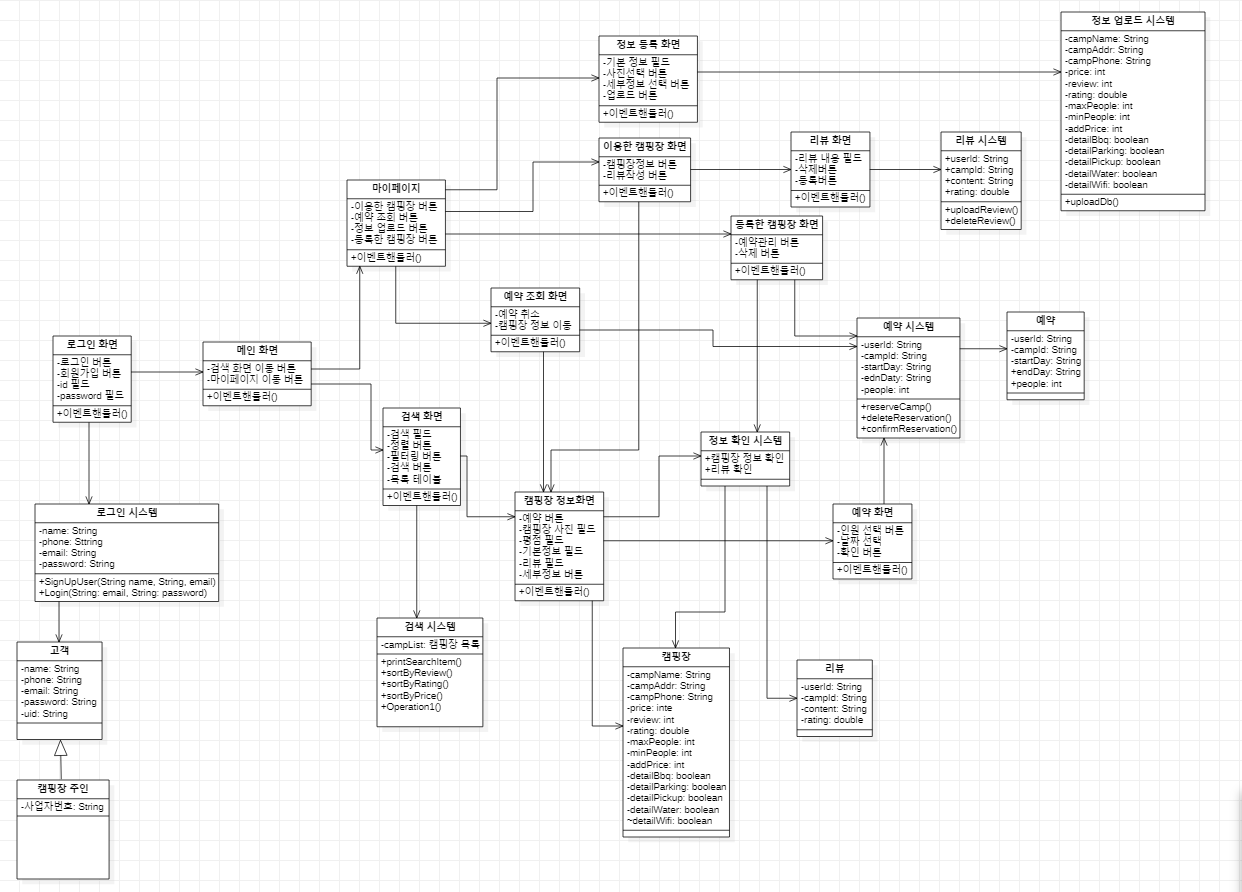 정보 업로드 시스템
-campName: String
-campAddr: String
-campPhone: String
-price: int
-review: int
-rating: double
-maxPeople: int
-minPeople: int
-addPrice: int
-detailBbq: boolean
-detailParking: boolean
-detailPickup: boolean
-detailWater: boolean
-detailWifi: boolean
+uploadDb()
정보 등록 화면
-기본 정보 필드
-사진선택 버튼
-세부정보 선택 버튼
-업로드 버튼
+이벤트핸들러()
이용한 캠핑장 화면
-캠핑장정보 버튼
-리뷰작성 버튼
+이벤트핸들러()
리뷰 화면
-리뷰 내용 필드
-삭제버튼
-등록버튼
+이벤트핸들러()
리뷰 시스템
+userId: String
+campId: String
+content: String
+rating: double
+uploadReview()
+deleteReview()
마이페이지
-이용한 캠핑장 버튼
-예약 조회 버튼
-정보 업로드 버튼
-등록한 캠핑장 버튼
+이벤트핸들러()
등록한 캠핑장 화면
-예약관리 버튼
-삭제 버튼
+이벤트핸들러()
예약 조회 화면
-예약 취소
-캠핑장 정보 이동
+이벤트핸들러()
예약 시스템
-userId: String
-campId: String
-startDay: String
-ednDaty: String
-people: int
+reserveCamp()
+deleteReservation()
+confirmReservation()
예약
-userId: String
-campId: String
-startDay: String
+endDay: String
+people: int
로그인 화면
-로그인 버튼
-회원가입 버튼
-id 필드
-password 필드
+이벤트핸들러()
메인 화면
-검색 화면 이동 버튼
-마이페이지 이동 버튼
+이벤트핸들러()
검색 화면
-검색 필드
-정렬 버튼
-필터링 버튼
-검색 버튼
-목록 테이블
+이벤트핸들러()
정보 확인 시스템
+캠핑장 정보 확인
+리뷰 확인
캠핑장 정보화면
-예약 버튼
-캠핑장 사진 필드
-평점 필드
-기본정보 필드
-리뷰 필드
-세부정보 버튼
+이벤트핸들러()
예약 화면
-인원 선택 버튼
-날짜 선택
-확인 버튼
+이벤트핸들러()
로그인 시스템
-name: String
-phone: Sttring
-email: String
-password: String
+SignUpUser(String name, String, email)
+Login(String: email, String: password)
검색 시스템
-campList: 캠핑장 목록
+printSearchItem()
+sortByReview()
+sortByRating()
+sortByPrice()
+Operation1()
고객
-name: String
-phone: String
-email: String
-password: String
-uid: String
캠핑장
-campName: String
-campAddr: String
-campPhone: String
-price: inte
-review: int
-rating: double
-maxPeople: int
-minPeople: int
-addPrice: int
-detailBbq: boolean
-detailParking: boolean
-detailPickup: boolean
-detailWater: boolean
~detailWifi: boolean
리뷰
-userId: String
-campId: String
-content: String
-rating: double
캠핑장 주인
-사업자번호: String